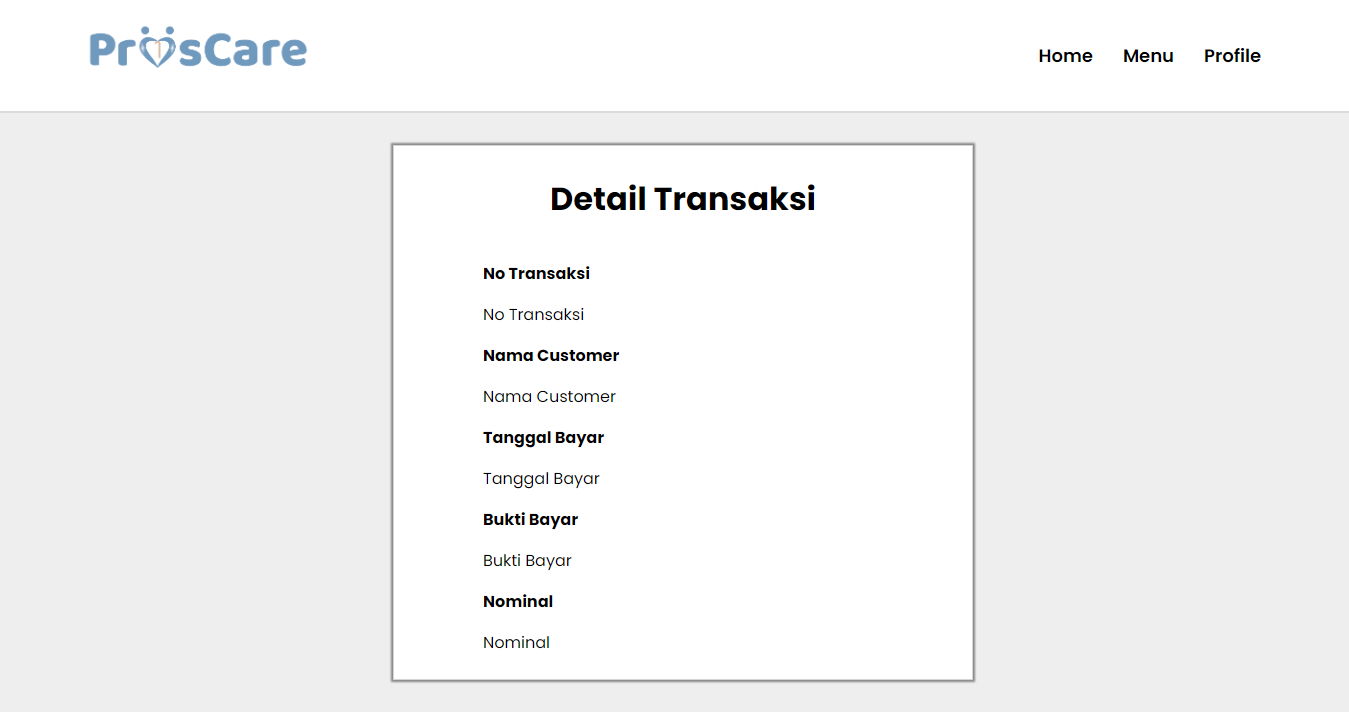 PriisCare
Home Menu Profile
Detail Transaksi
No Transaksi
No Transaksi
Nama Customer
Nama Customer
Tanggal Bayar
Tanggal Bayar
Bukti Bayar
Bukti Bayar
Nominal
Nominal